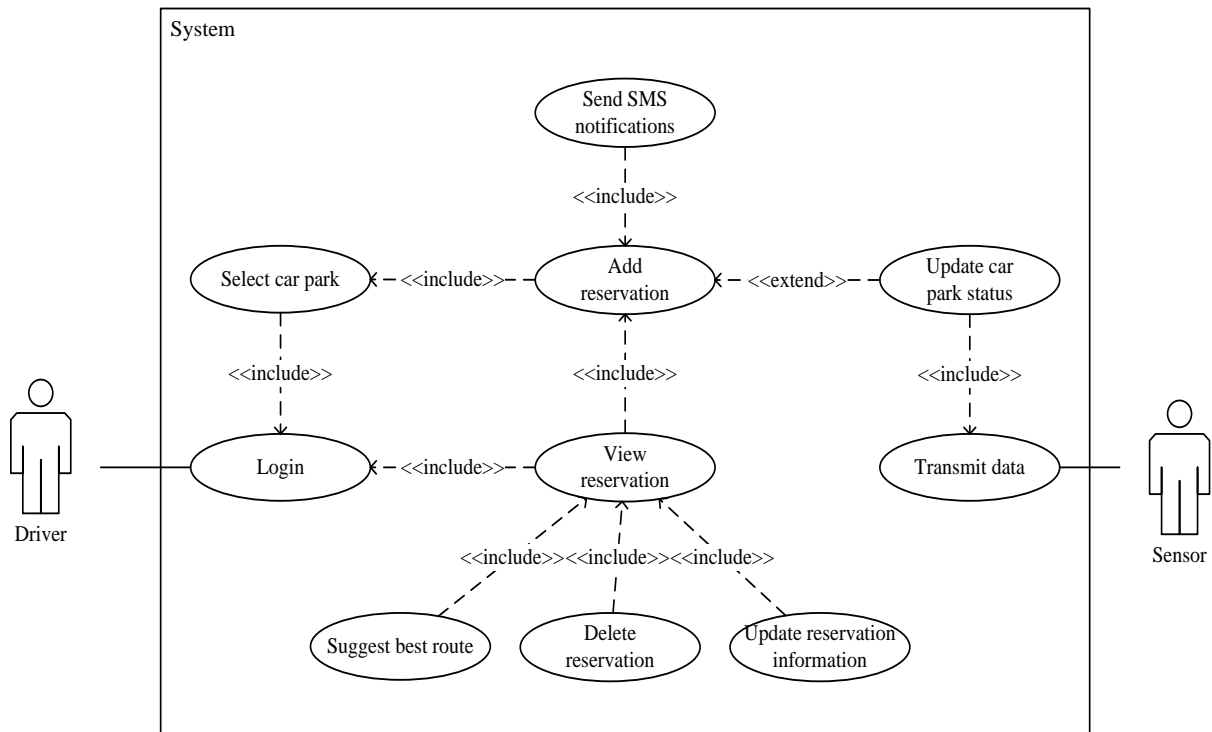 System
Send SMS
notifications
<<include>>
Select car park
<<include>>
Add
reservation
<<extend>>
Update car
park status
<<include>>
<<include>>
<<include>>
Driver
Login
<<include>>
View
reservation
Transmit data
Sensor
<<include>>
<<include>>
<<include>>
Suggest best route
Delete
reservation
Update reservation
information